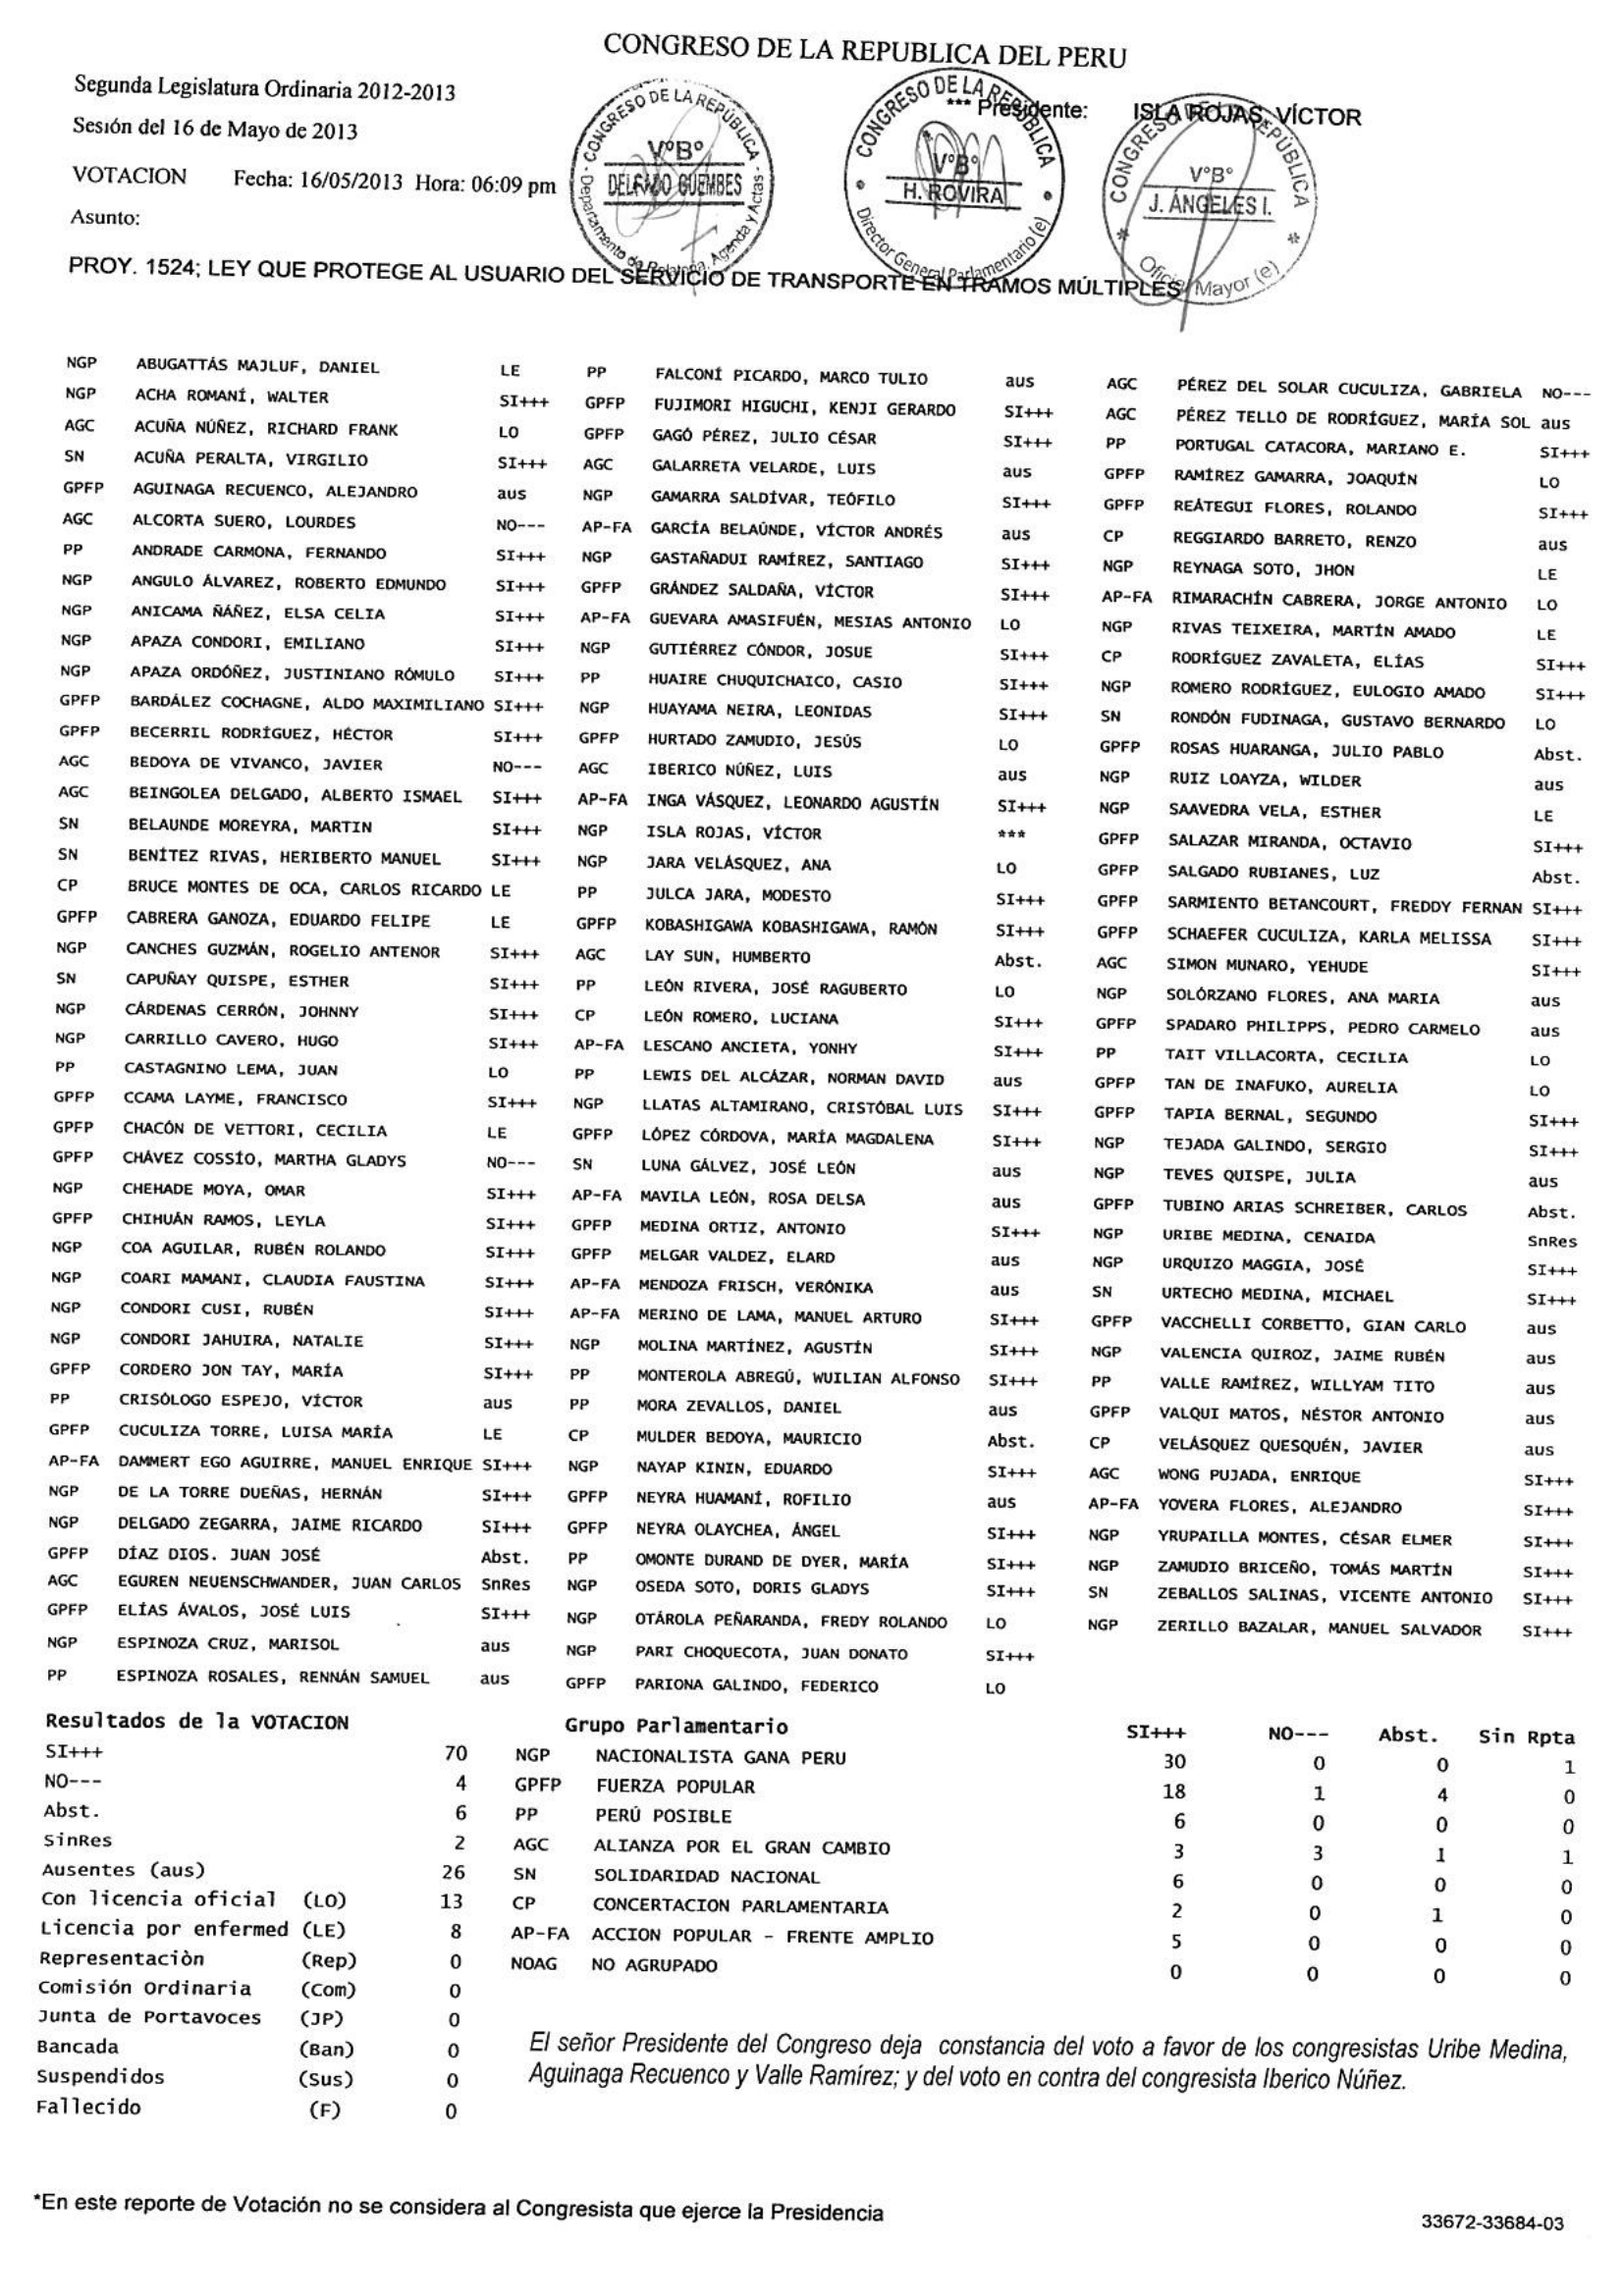 CONGRESO DE LA REPUBLICA DEL PERU
Segunda Legislatura Ordinaria 2012-2013
*** Presidente: ISLA ROJAS, VÍCTOR
Sesión del 16 de Mayo de 2013
VOTACION Fecha: 16/05/2013 Hora: 06:09 pm
Asunto:
CONGRESO DE LA REPÚBLICA - Departamento de Relatoría, Agenda y Actas -
V°B°
DELGADO GUEMBES
CONGRESO DE LA REPÚBLICA
V°B°
H. ROVIRA
Director General Parlamentario (e)
CONGRESO DE REPÚBLICA
V°B°
J. ÁNGELES I.
Oficial Mayor (e)
PROY. 1524; LEY QUE PROTEGE AL USUARIO DEL SERVICIO DE TRANSPORTE EN TRAMOS MÚLTIPLES
NGP ABUGATTÁS MAJLUF, DANIEL LE
NGP ACHA ROMANÍ, WALTER SI+++
AGC ACUÑA NÚÑEZ, RICHARD FRANK LO
SN ACUÑA PERALTA, VIRGILIO SI+++
GPFP AGUINAGA RECUENCO, ALEJANDRO aus
AGC ALCORTA SUERO, LOURDES NO---
PP ANDRADE CARMONA, FERNANDO SI+++
NGP ANGULO ÁLVAREZ, ROBERTO EDMUNDO SI+++
NGP ANICAMA ÑÁÑEZ, ELSA CELIA SI+++
NGP APAZA CONDORI, EMILIANO SI+++
NGP APAZA ORDÓÑEZ, JUSTINIANO RÓMULO SI+++
GPFP BARDÁLEZ COCHAGNE, ALDO MAXIMILIANO SI+++
GPFP BECERRIL RODRÍGUEZ, HÉCTOR SI+++
AGC BEDOYA DE VIVANCO, JAVIER NO---
AGC BEINGOLEA DELGADO, ALBERTO ISMAEL SI+++
SN BELAUNDE MOREYRA, MARTIN SI+++
SN BENÍTEZ RIVAS, HERIBERTO MANUEL SI+++
CP BRUCE MONTES DE OCA, CARLOS RICARDO LE
GPFP CABRERA GANOZA, EDUARDO FELIPE LE
NGP CANCHES GUZMÁN, ROGELIO ANTENOR SI+++
SN CAPUÑAY QUISPE, ESTHER SI+++
NGP CÁRDENAS CERRÓN, JOHNNY SI+++
NGP CARRILLO CAVERO, HUGO SI+++
PP CASTAGNINO LEMA, JUAN LO
GPFP CCAMA LAYME, FRANCISCO SI+++
GPFP CHACÓN DE VETTORI, CECILIA LE
GPFP CHÁVEZ COSSÍO, MARTHA GLADYS NO---
NGP CHEHADE MOYA, OMAR SI+++
GPFP CHIHUÁN RAMOS, LEYLA SI+++
NGP COA AGUILAR, RUBÉN ROLANDO SI+++
NGP COARI MAMANI, CLAUDIA FAUSTINA SI+++
NGP CONDORI CUSI, RUBÉN SI+++
NGP CONDORI JAHUIRA, NATALIE SI+++
GPFP CORDERO JON TAY, MARÍA SI+++
PP CRISÓLOGO ESPEJO, VÍCTOR aus
GPFP CUCULIZA TORRE, LUISA MARÍA LE
AP-FA DAMMERT EGO AGUIRRE, MANUEL ENRIQUE SI+++
NGP DE LA TORRE DUEÑAS, HERNÁN SI+++
NGP DELGADO ZEGARRA, JAIME RICARDO SI+++
GPFP DÍAZ DIOS. JUAN JOSÉ Abst.
AGC EGUREN NEUENSCHWANDER, JUAN CARLOS SnRes
GPFP ELÍAS ÁVALOS, JOSÉ LUIS SI+++
NGP ESPINOZA CRUZ, MARISOL aus
PP ESPINOZA ROSALES, RENNÁN SAMUEL aus
PP FALCONÍ PICARDO, MARCO TULIO aus
GPFP FUJIMORI HIGUCHI, KENJI GERARDO SI+++
GPFP GAGÓ PÉREZ, JULIO CÉSAR SI+++
AGC GALARRETA VELARDE, LUIS aus
NGP GAMARRA SALDÍVAR, TEÓFILO SI+++
AP-FA GARCÍA BELAÚNDE, VÍCTOR ANDRÉS aus
NGP GASTAÑADUI RAMÍREZ, SANTIAGO SI+++
GPFP GRÁNDEZ SALDAÑA, VÍCTOR SI+++
AP-FA GUEVARA AMASIFUÉN, MESIAS ANTONIO LO
NGP GUTIÉRREZ CÓNDOR, JOSUE SI+++
PP HUAIRE CHUQUICHAICO, CASIO SI+++
NGP HUAYAMA NEIRA, LEONIDAS SI+++
GPFP HURTADO ZAMUDIO, JESÚS LO
AGC IBERICO NÚÑEZ, LUIS aus
AP-FA INGA VÁSQUEZ, LEONARDO AGUSTÍN SI+++
NGP ISLA ROJAS, VÍCTOR ***
NGP JARA VELÁSQUEZ, ANA LO
PP JULCA JARA, MODESTO SI+++
GPFP KOBASHIGAWA KOBASHIGAWA, RAMÓN SI+++
AGC LAY SUN, HUMBERTO Abst.
PP LEÓN RIVERA, JOSÉ RAGUBERTO LO
CP LEÓN ROMERO, LUCIANA SI+++
AP-FA LESCANO ANCIETA, YONHY SI+++
PP LEWIS DEL ALCÁZAR, NORMAN DAVID aus
NGP LLATAS ALTAMIRANO, CRISTÓBAL LUIS SI+++
GPFP LÓPEZ CÓRDOVA, MARÍA MAGDALENA SI+++
SN LUNA GÁLVEZ, JOSÉ LEÓN aus
AP-FA MAVILA LEÓN, ROSA DELSA aus
GPFP MEDINA ORTIZ, ANTONIO SI+++
GPFP MELGAR VALDEZ, ELARD aus
AP-FA MENDOZA FRISCH, VERÓNIKA aus
AP-FA MERINO DE LAMA, MANUEL ARTURO SI+++
NGP MOLINA MARTÍNEZ, AGUSTÍN SI+++
PP MONTEROLA ABREGÚ, WUILIAN ALFONSO SI+++
PP MORA ZEVALLOS, DANIEL aus
CP MULDER BEDOYA, MAURICIO Abst.
NGP NAYAP KININ, EDUARDO SI+++
GPFP NEYRA HUAMANÍ, ROFILIO aus
GPFP NEYRA OLAYCHEA, ÁNGEL SI+++
PP OMONTE DURAND DE DYER, MARÍA SI+++
NGP OSEDA SOTO, DORIS GLADYS SI+++
NGP OTÁROLA PEÑARANDA, FREDY ROLANDO LO
NGP PARI CHOQUECOTA, JUAN DONATO SI+++
GPFP PARIONA GALINDO, FEDERICO LO
AGC PÉREZ DEL SOLAR CUCULIZA, GABRIELA NO---
AGC PÉREZ TELLO DE RODRÍGUEZ, MARÍA SOL aus
PP PORTUGAL CATACORA, MARIANO E. SI+++
GPFP RAMÍREZ GAMARRA, JOAQUÍN LO
GPFP REÁTEGUI FLORES, ROLANDO SI+++
CP REGGIARDO BARRETO, RENZO aus
NGP REYNAGA SOTO, JHON LE
AP-FA RIMARACHÍN CABRERA, JORGE ANTONIO LO
NGP RIVAS TEIXEIRA, MARTÍN AMADO LE
CP RODRÍGUEZ ZAVALETA, ELÍAS SI+++
NGP ROMERO RODRÍGUEZ, EULOGIO AMADO SI+++
SN RONDÓN FUDINAGA, GUSTAVO BERNARDO LO
GPFP ROSAS HUARANGA, JULIO PABLO Abst.
NGP RUIZ LOAYZA, WILDER aus
NGP SAAVEDRA VELA, ESTHER LE
GPFP SALAZAR MIRANDA, OCTAVIO SI+++
GPFP SALGADO RUBIANES, LUZ Abst.
GPFP SARMIENTO BETANCOURT, FREDDY FERNAN SI+++
GPFP SCHAEFER CUCULIZA, KARLA MELISSA SI+++
AGC SIMON MUNARO, YEHUDE SI+++
NGP SOLÓRZANO FLORES, ANA MARIA aus
GPFP SPADARO PHILIPPS, PEDRO CARMELO aus
PP TAIT VILLACORTA, CECILIA LO
GPFP TAN DE INAFUKO, AURELIA LO
GPFP TAPIA BERNAL, SEGUNDO SI+++
NGP TEJADA GALINDO, SERGIO SI+++
NGP TEVES QUISPE, JULIA aus
GPFP TUBINO ARIAS SCHREIBER, CARLOS Abst.
NGP URIBE MEDINA, CENAIDA SnRes
NGP URQUIZO MAGGIA, JOSÉ SI+++
SN URTECHO MEDINA, MICHAEL SI+++
GPFP VACCHELLI CORBETTO, GIAN CARLO aus
NGP VALENCIA QUIROZ, JAIME RUBÉN aus
PP VALLE RAMÍREZ, WILLYAM TITO aus
GPFP VALQUI MATOS, NÉSTOR ANTONIO aus
CP VELÁSQUEZ QUESQUÉN, JAVIER aus
AGC WONG PUJADA, ENRIQUE SI+++
AP-FA YOVERA FLORES, ALEJANDRO SI+++
NGP YRUPAILLA MONTES, CÉSAR ELMER SI+++
NGP ZAMUDIO BRICEÑO, TOMÁS MARTÍN SI+++
SN ZEBALLOS SALINAS, VICENTE ANTONIO SI+++
NGP ZERILLO BAZALAR, MANUEL SALVADOR SI+++
Resultados de la VOTACION
SI+++ 70
NO--- 4
Abst. 6
SinRes 2
Ausentes (aus) 26
Con licencia oficial (LO) 13
Licencia por enfermed (LE) 8
Representaciòn (Rep) 0
Comisión Ordinaria (Com) 0
Junta de Portavoces (JP) 0
Bancada (Ban) 0
Suspendidos (Sus) 0
Fallecido (F) 0
Grupo Parlamentario SI+++ NO--- Abst. Sin Rpta
NGP NACIONALISTA GANA PERU 30 0 0 1
GPFP FUERZA POPULAR 18 1 4 0
PP PERÚ POSIBLE 6 0 0 0
AGC ALIANZA POR EL GRAN CAMBIO 3 3 1 1
SN SOLIDARIDAD NACIONAL 6 0 0 0
CP CONCERTACION PARLAMENTARIA 2 0 1 0
AP-FA ACCION POPULAR - FRENTE AMPLIO 5 0 0 0
NOAG NO AGRUPADO 0 0 0 0
El señor Presidente del Congreso deja constancia del voto a favor de los congresistas Uribe Medina,
Aguinaga Recuenco y Valle Ramírez; y del voto en contra del congresista Iberico Núñez.
*En este reporte de Votación no se considera al Congresista que ejerce la Presidencia
33672-33684-03